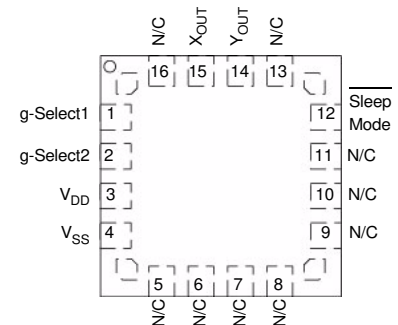 N/C
XOUT
YOUT
N/C
16
15
14
13
g-Select1
1
12
Sleep
Mode
g-Select2
2
11
N/C
VDD
3
10
N/C
VSS
4
9
N/C
5
6
7
8
N/C
N/C
N/C
N/C